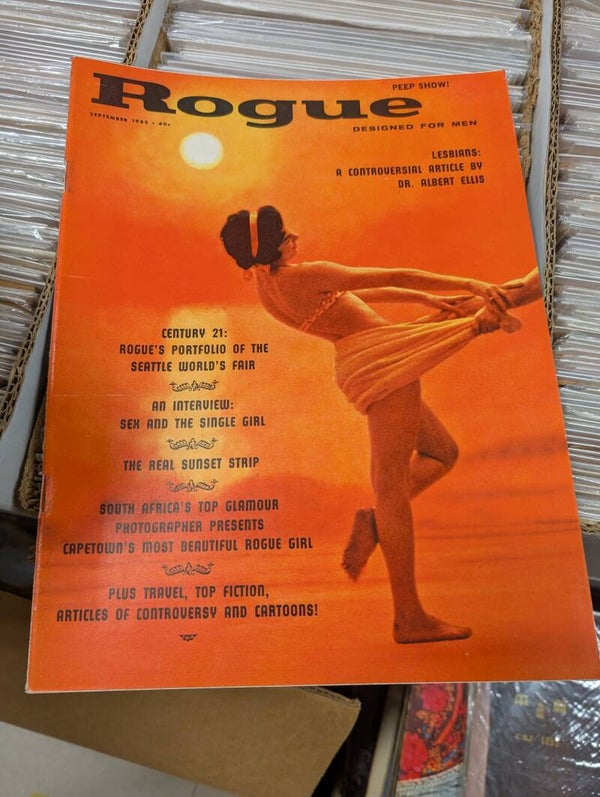 PEEP SHOW!
Rogue
SEPTEMBER 1962 • 60c
DESIGNED FOR MEN
LESBIANS:
A CONTROVERSIAL ARTICLE BY
DR. ALBERT ELLIS
CENTURY 21:
ROGUE'S PORTFOLIO OF THE
SEATTLE WORLD'S FAIR
AN INTERVIEW:
SEX AND THE SINGLE GIRL
THE REAL SUNSET STRIP
SOUTH AFRICA'S TOP GLAMOUR
PHOTOGRAPHER PRESENTS
CAPETOWN'S MOST BEAUTIFUL ROGUE GIRL
PLUS TRAVEL, TOP FICTION,
ARTICLES OF CONTROVERSY AND CARTOONS!